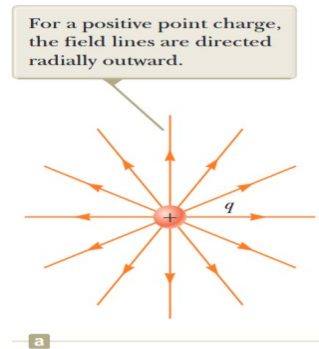 For a positive point charge,
the field lines are directed
radially outward.
+
q
a